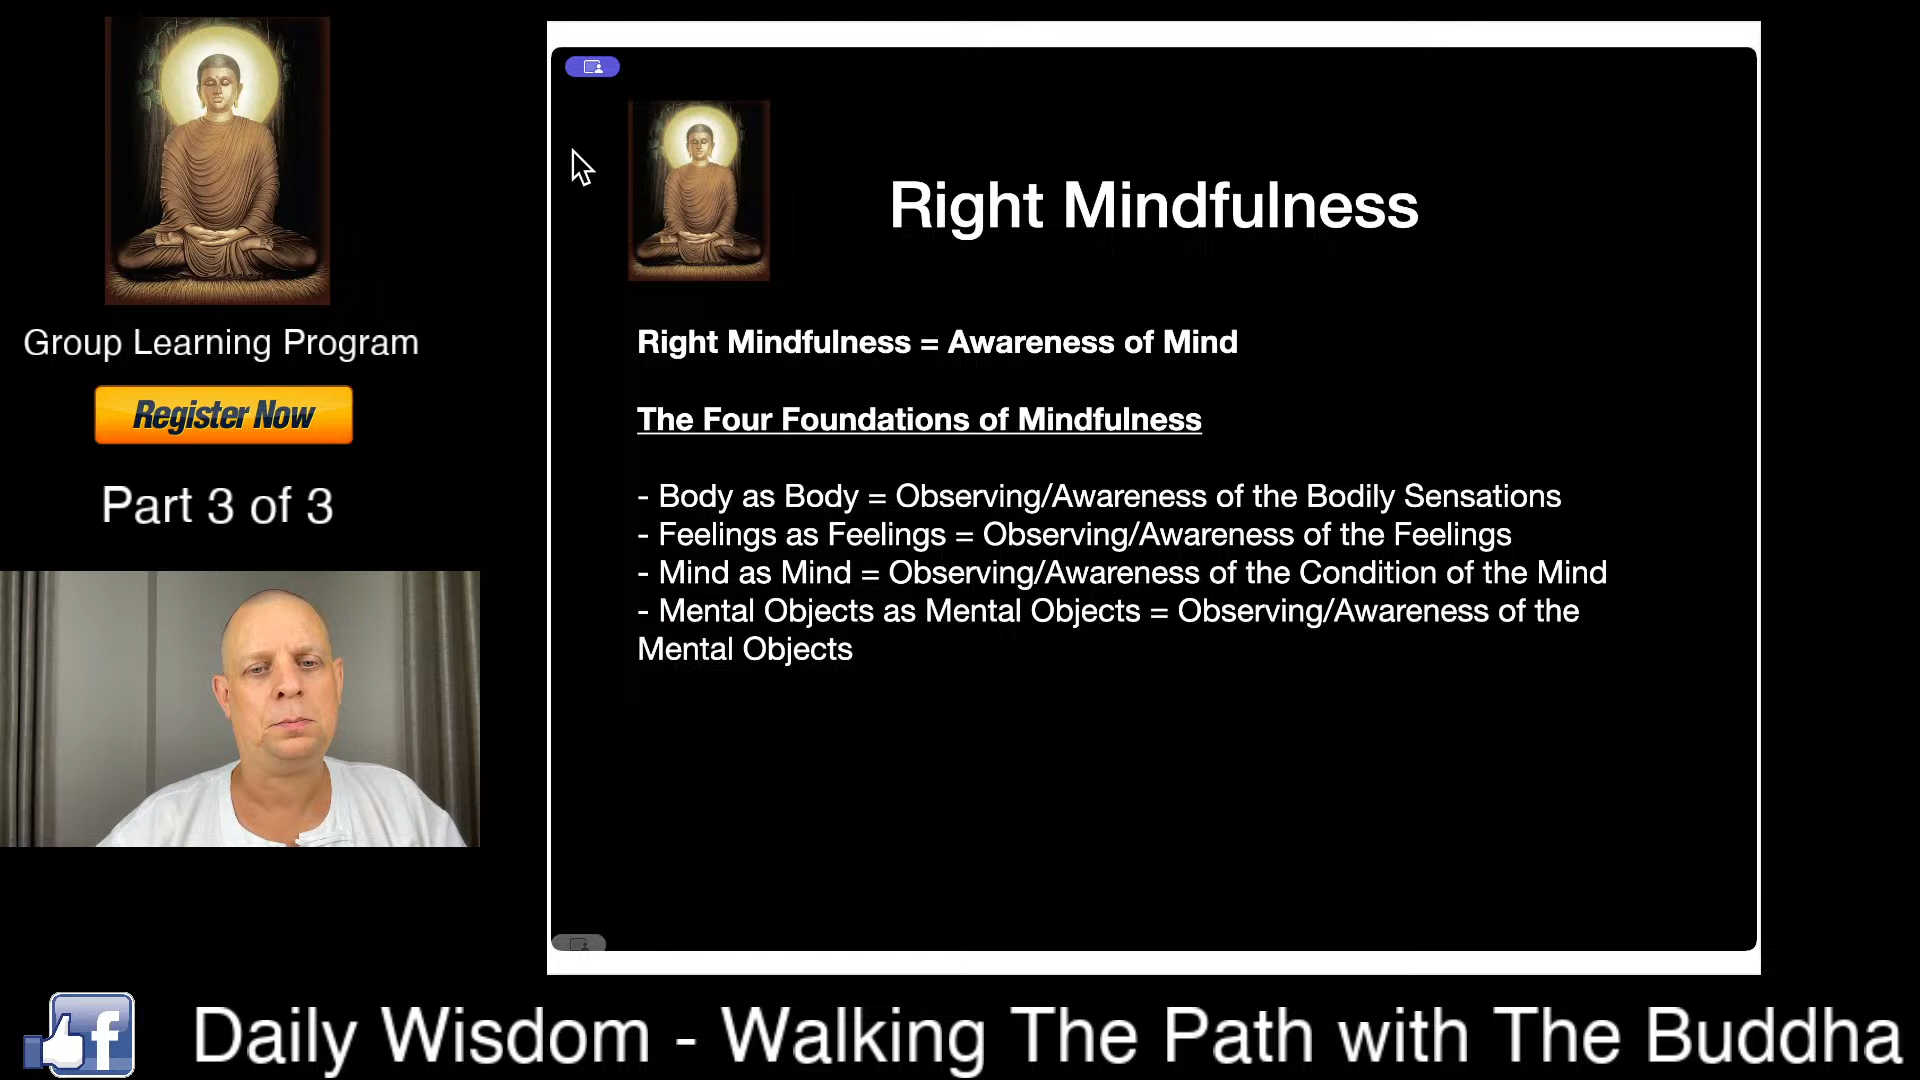 Group Learning Program
Register Now
Part 3 of 3
Right Mindfulness
Right Mindfulness = Awareness of Mind
The Four Foundations of Mindfulness
- Body as Body = Observing/Awareness of the Bodily Sensations
- Feelings as Feelings = Observing/Awareness of the Feelings
- Mind as Mind = Observing/Awareness of the Condition of the Mind
- Mental Objects as Mental Objects = Observing/Awareness of the
Mental Objects
f
Daily Wisdom - Walking The Path with The Buddha